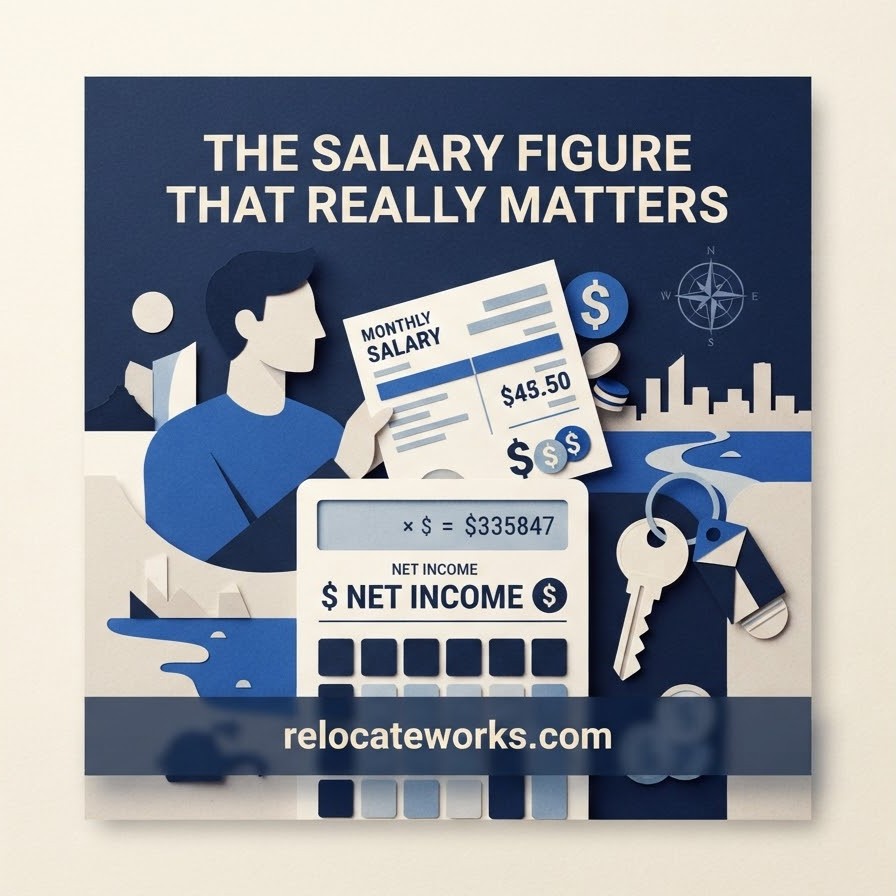 THE SALARY FIGURE
THAT REALLY MATTERS
N
W E
S
MONTHLY
SALARY
$
$45.50
$ $ $
× $ = $335847
NET INCOME
$ NET INCOME $
relocateworks.com